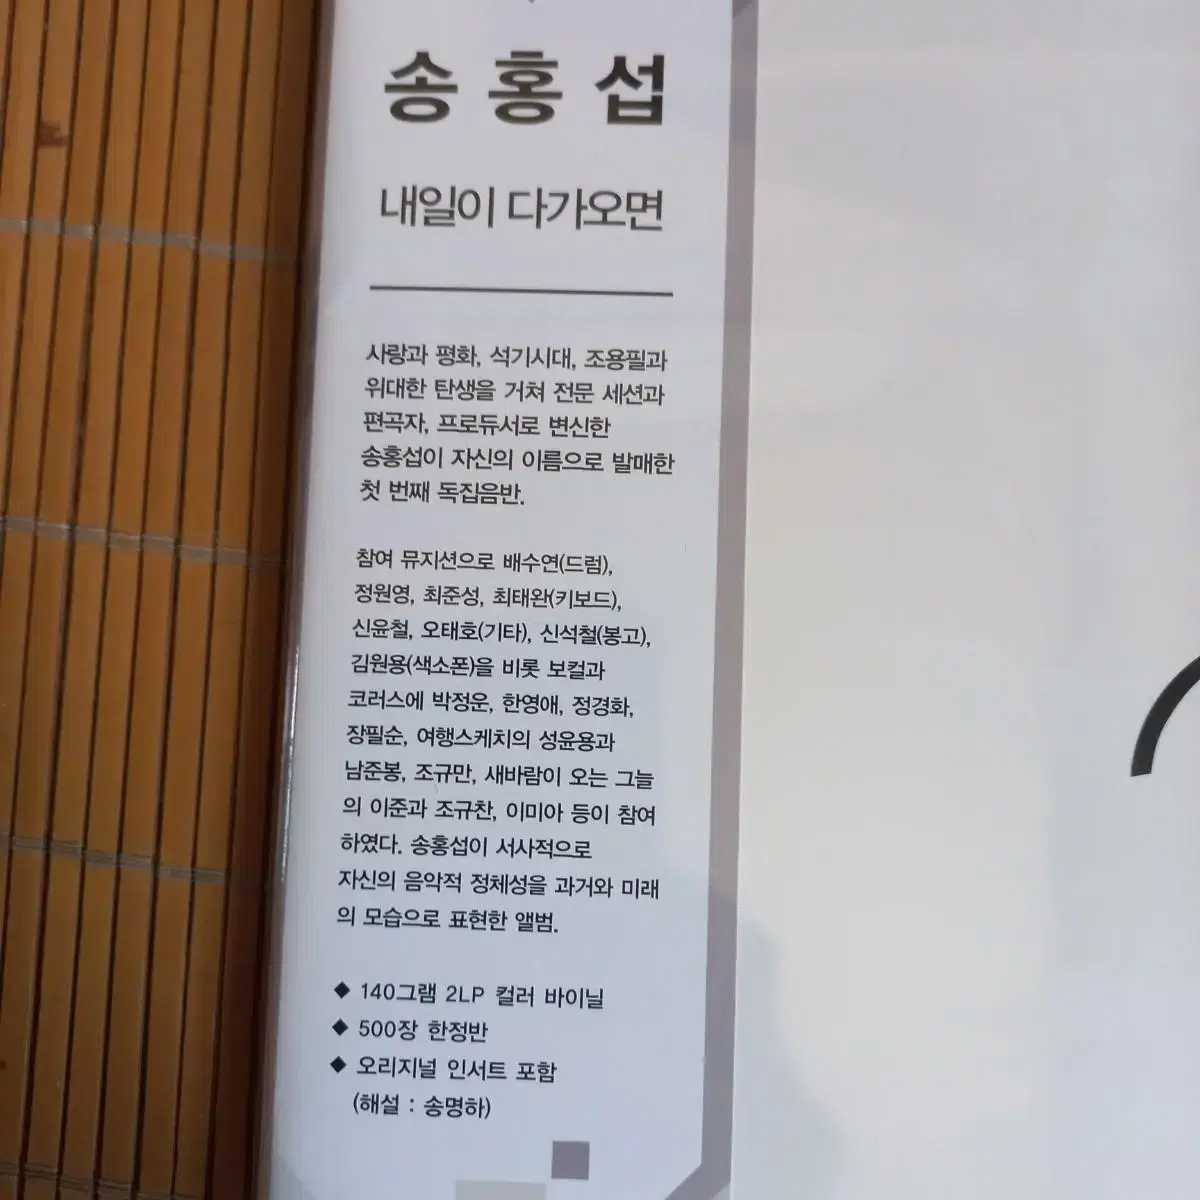 송홍섭
내일이 다가오면
사랑과 평화, 석기시대, 조용필과
위대한 탄생을 거쳐 전문 세션과
편곡자, 프로듀서로 변신한
송홍섭이 자신의 이름으로 발매한
첫 번째 독집음반.
참여 뮤지션으로 배수연(드럼),
정원영, 최준성, 최태완(키보드),
신윤철, 오태호(기타), 신석철(봉고),
김원용(색소폰)을 비롯 보컬과
코러스에 박정운, 한영애, 정경화,
장필순, 여행스케치의 성윤용과
남준봉, 조규만, 새바람이 오는 그늘
의 이준과 조규찬, 이미아 등이 참여
하였다. 송홍섭이 서사적으로
자신의 음악적 정체성을 과거와 미래
의 모습으로 표현한 앨범.
◆ 140그램 2LP 컬러 바이닐
◆ 500장 한정반
◆ 오리지널 인서트 포함
(해설 : 송명하)